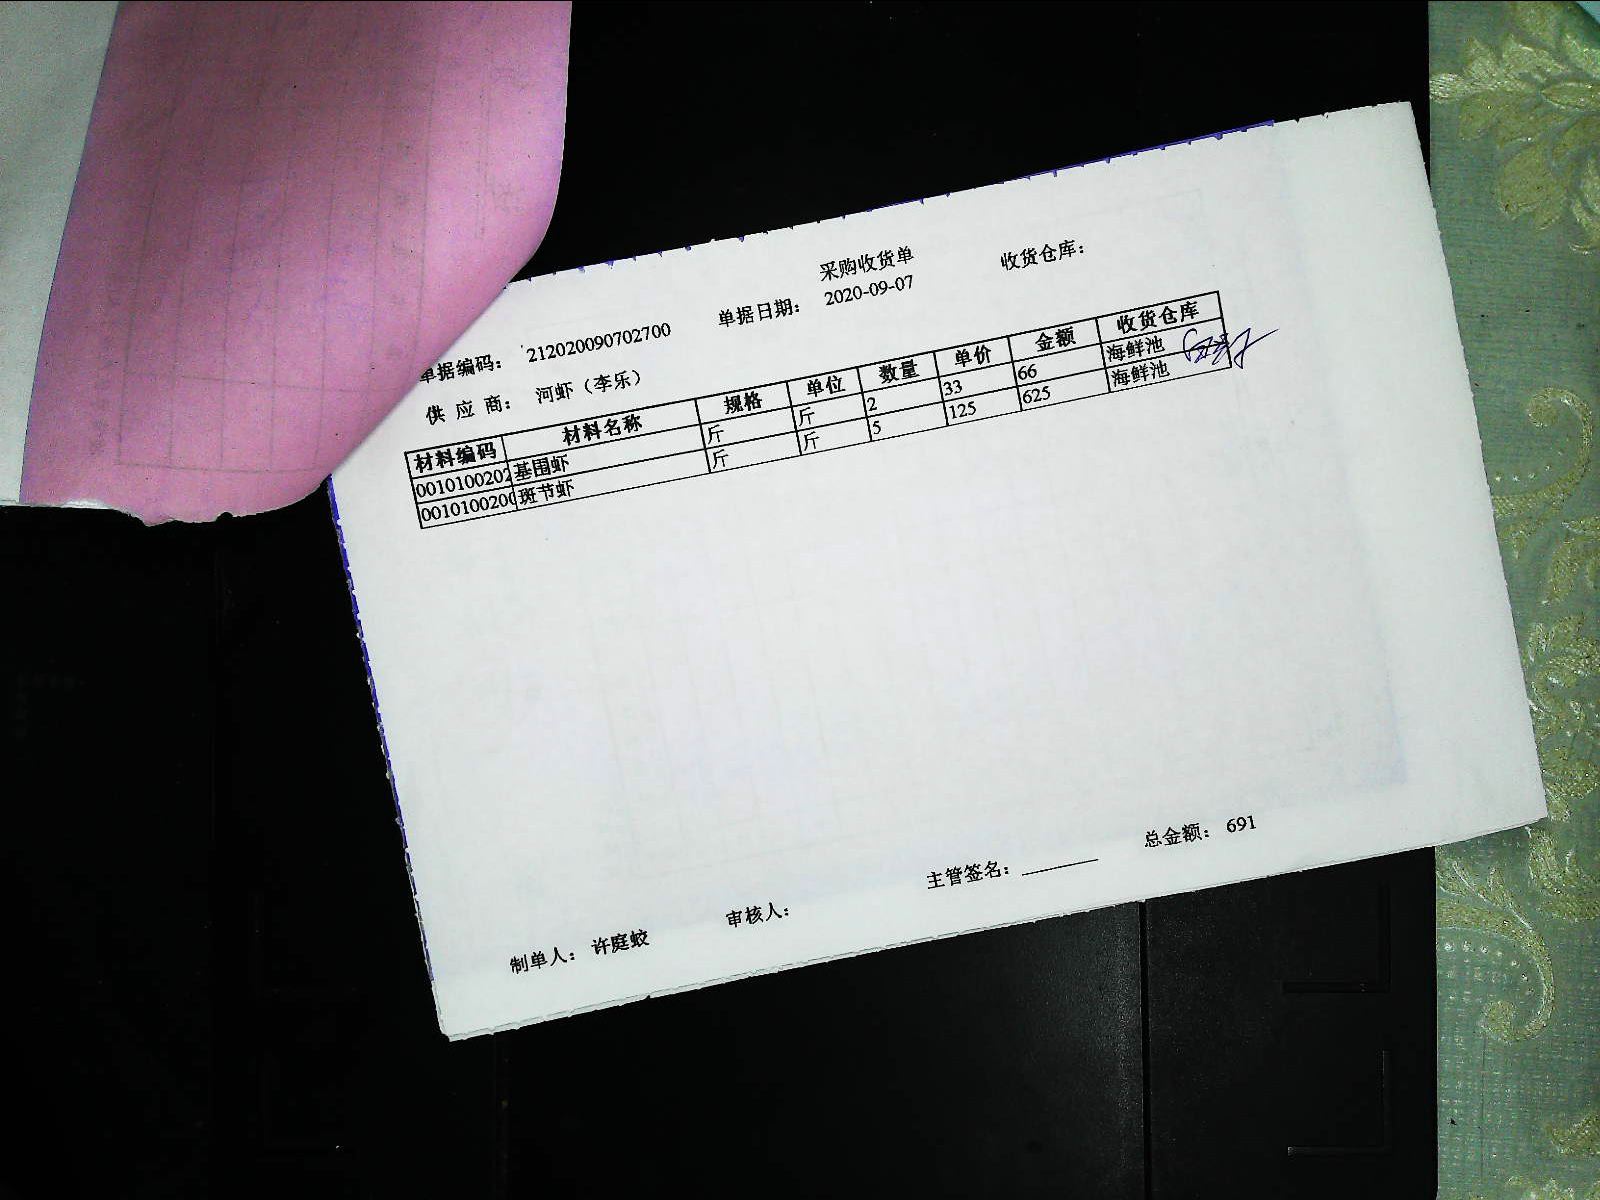 采购收货单
收货仓库：
单据编码： 212020090702700 单据日期： 2020-09-07
供应商： 河虾（李乐）
材料编码 材料名称 规格 单位 数量 单价 金额 收货仓库
0010100202 基围虾 斤 斤 2 33 66 海鲜池
0010100200 斑节虾 斤 斤 5 125 625 海鲜池
制单人： 许庭蛟 审核人： 主管签名： 总金额： 691